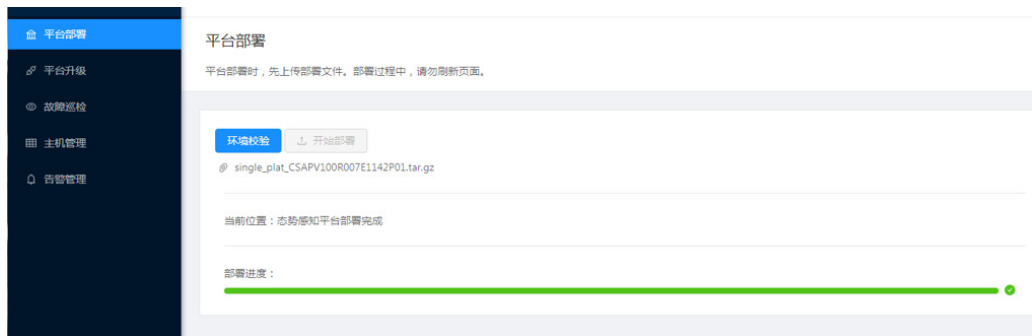 平台部署
平台升级
故障巡检
主机管理
告警管理
平台部署
平台部署时，先上传部署文件。部署过程中，请勿刷新页面。
环境校验
开始部署
single_plat_CSAPV100R007E1142P01.tar.gz
当前位置：态势感知平台部署完成
部署进度：